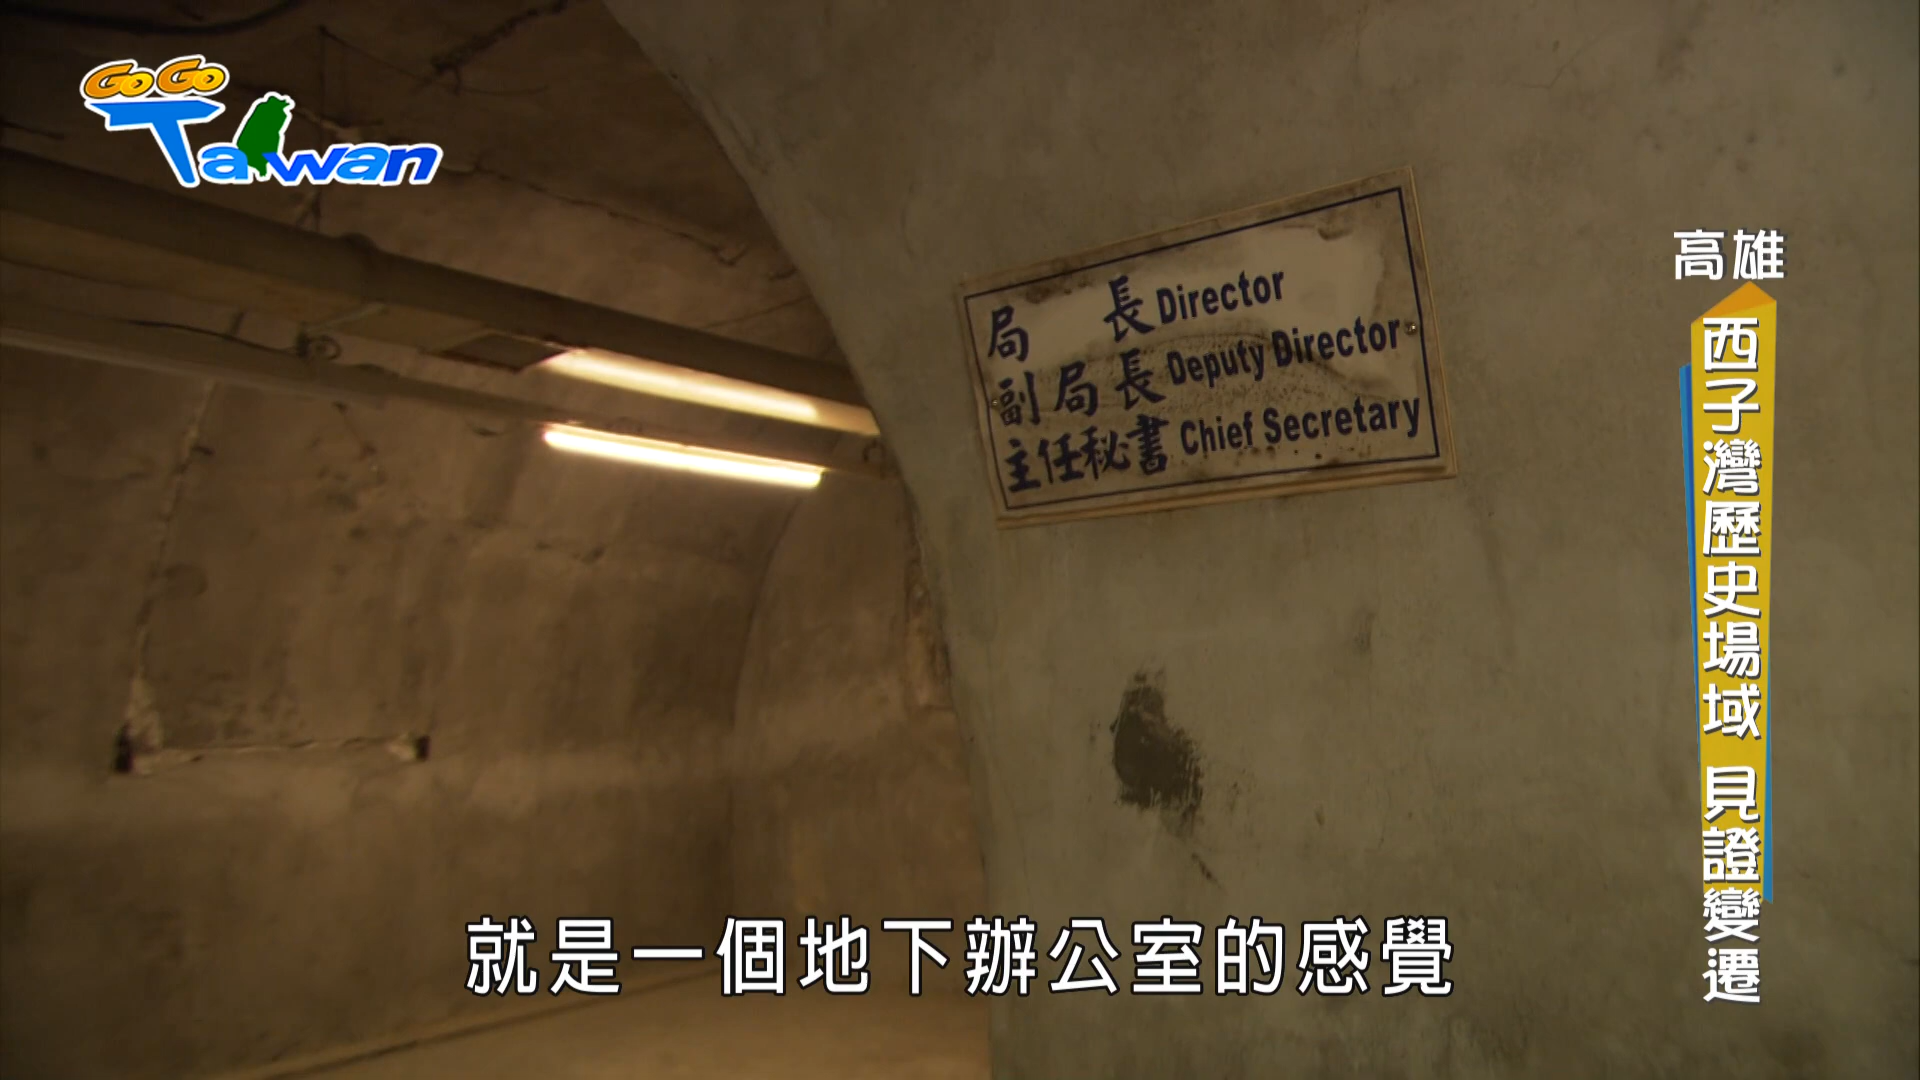 GoGo
Taiwan
局 長 Director
副局長 Deputy Director
主任秘書 Chief Secretary
高雄
西子灣歷史場域 見證變遷
就是一個地下辦公室的感覺